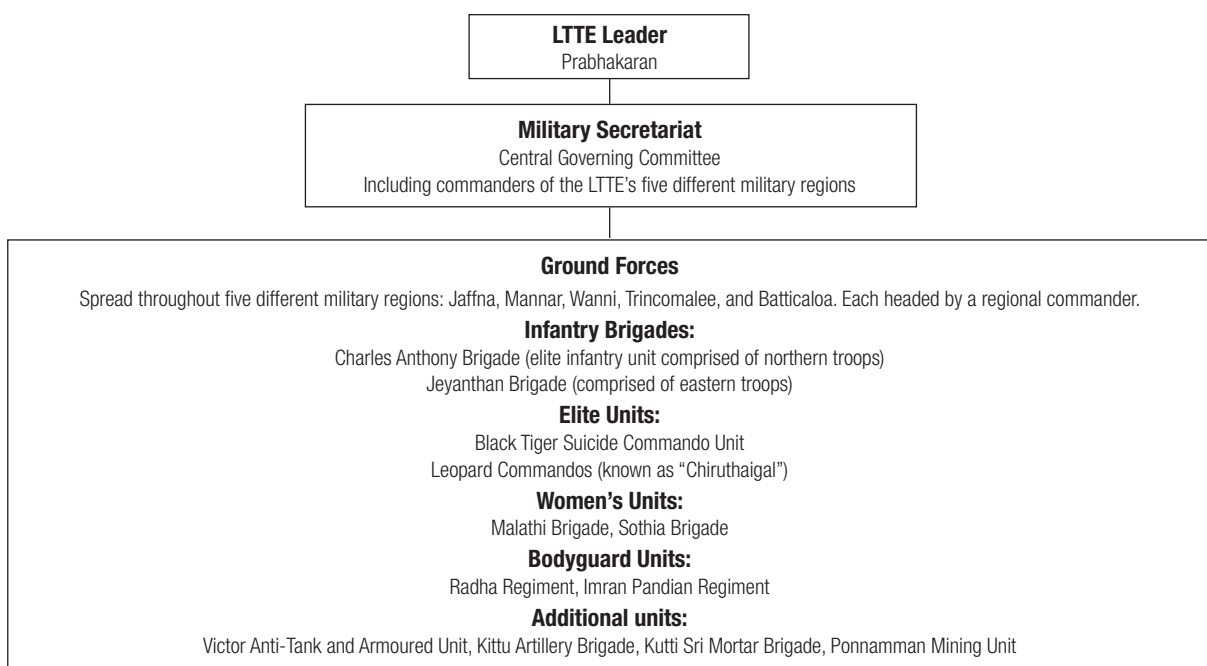 LTTE Leader
Prabhakaran
Military Secretariat
Central Governing Committee
Including commanders of the LTTE's five different military regions
Ground Forces
Spread throughout five different military regions: Jaffna, Mannar, Wanni, Trincomalee, and Batticaloa. Each headed by a regional commander.
Infantry Brigades:
Charles Anthony Brigade (elite infantry unit comprised of northern troops)
Jeyanthan Brigade (comprised of eastern troops)
Elite Units:
Black Tiger Suicide Commando Unit
Leopard Commandos (known as “Chiruthaigal”)
Women's Units:
Malathi Brigade, Sothia Brigade
Bodyguard Units:
Radha Regiment, Imran Pandian Regiment
Additional units:
Victor Anti-Tank and Armoured Unit, Kittu Artillery Brigade, Kutti Sri Mortar Brigade, Ponnamman Mining Unit